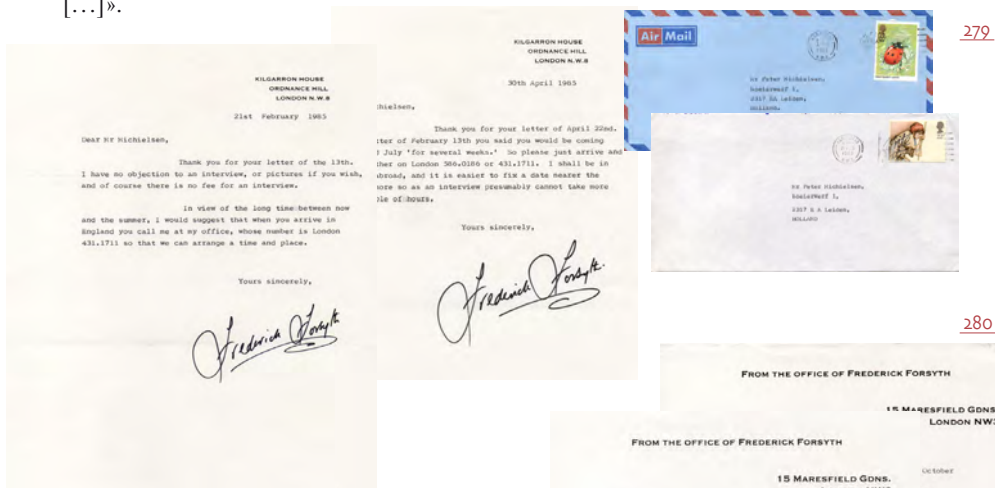 […]».
279
KILGARRON HOUSE
ORDNANCE HILL
LONDON N.W.8
21st February 1985
Dear Mr Michielsen,
Thank you for your letter of the 13th.
I have no objection to an interview, or pictures if you wish,
and of course there is no fee for an interview.
In view of the long time between now
and the summer, I would suggest that when you arrive in
England you call me at my office, whose number is London
431.1711 so that we can arrange a time and place.
Yours sincerely,
Frederick Forsyth
KILGARRON HOUSE
ORDNANCE HILL
LONDON N.W.8
30th April 1985
hielsen,
Thank you for your letter of April 22nd.
ter of February 13th you said you would be coming
July 'for several weeks.' So please just arrive and
her on London 586.0186 or 431.1711. I shall be in
broad, and it is easier to fix a date nearer the
ore so as an interview presumably cannot take more
ple of hours.
Yours sincerely,
Frederick Forsyth.
Air Mail
Mr Peter Michielsen,
1,
2317 Leiden,
HOLLAND.
Mr Peter Michielsen,
1,
Leiden,
HOLLAND
280
FROM THE OFFICE OF FREDERICK FORSYTH
15 MARESFIELD GDNS
LONDON NW3
FROM THE OFFICE OF FREDERICK FORSYTH
October
15 MARESFIELD GDNS.